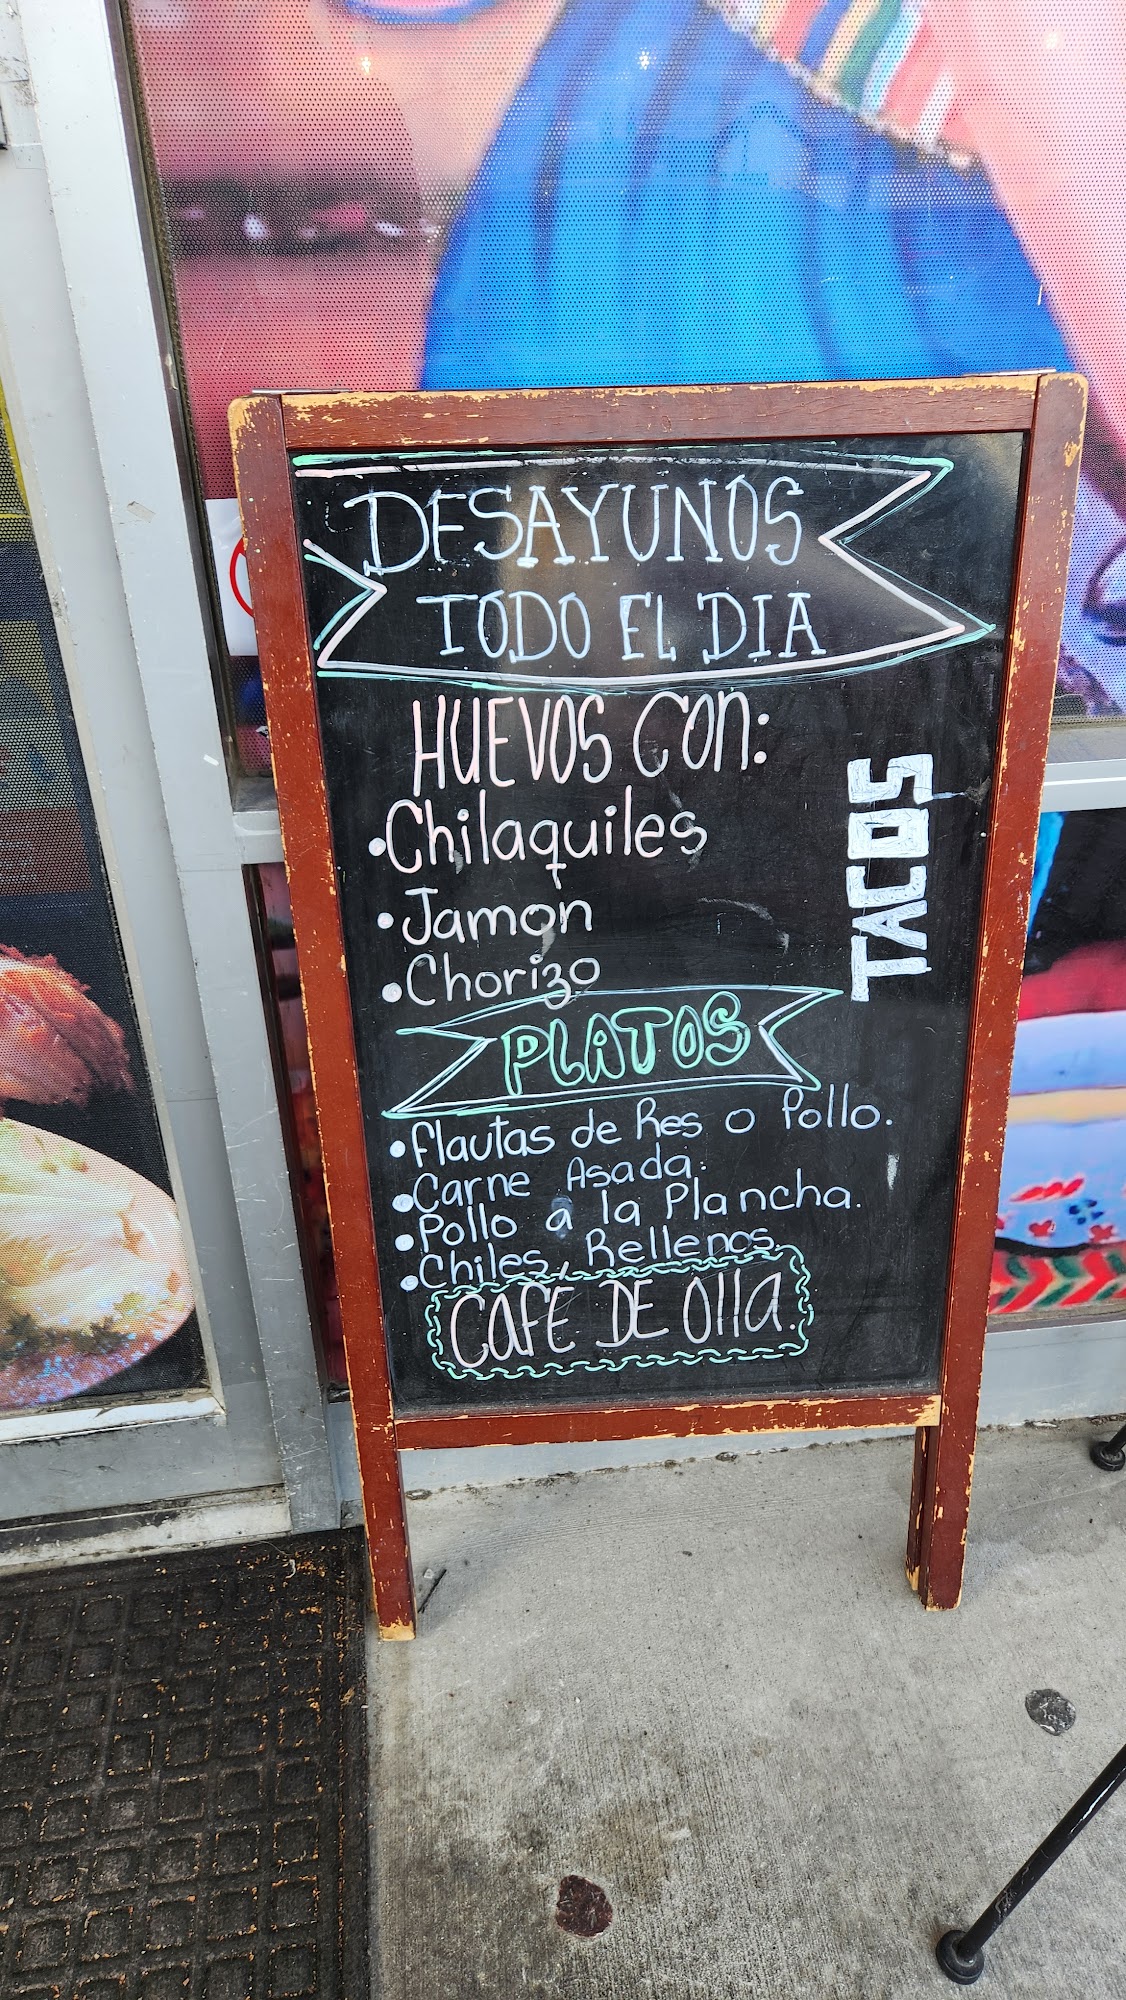 DESAYUNOS
TODO EL DIA
HUEVOS CON:
•Chilaquiles
•Jamon
•Chorizo
TACOS
PLATOS
•Flautas de Res o Pollo.
•Carne Asada.
•Pollo a la Plancha.
•Chiles, Rellenos.
CAFE DE Olla.